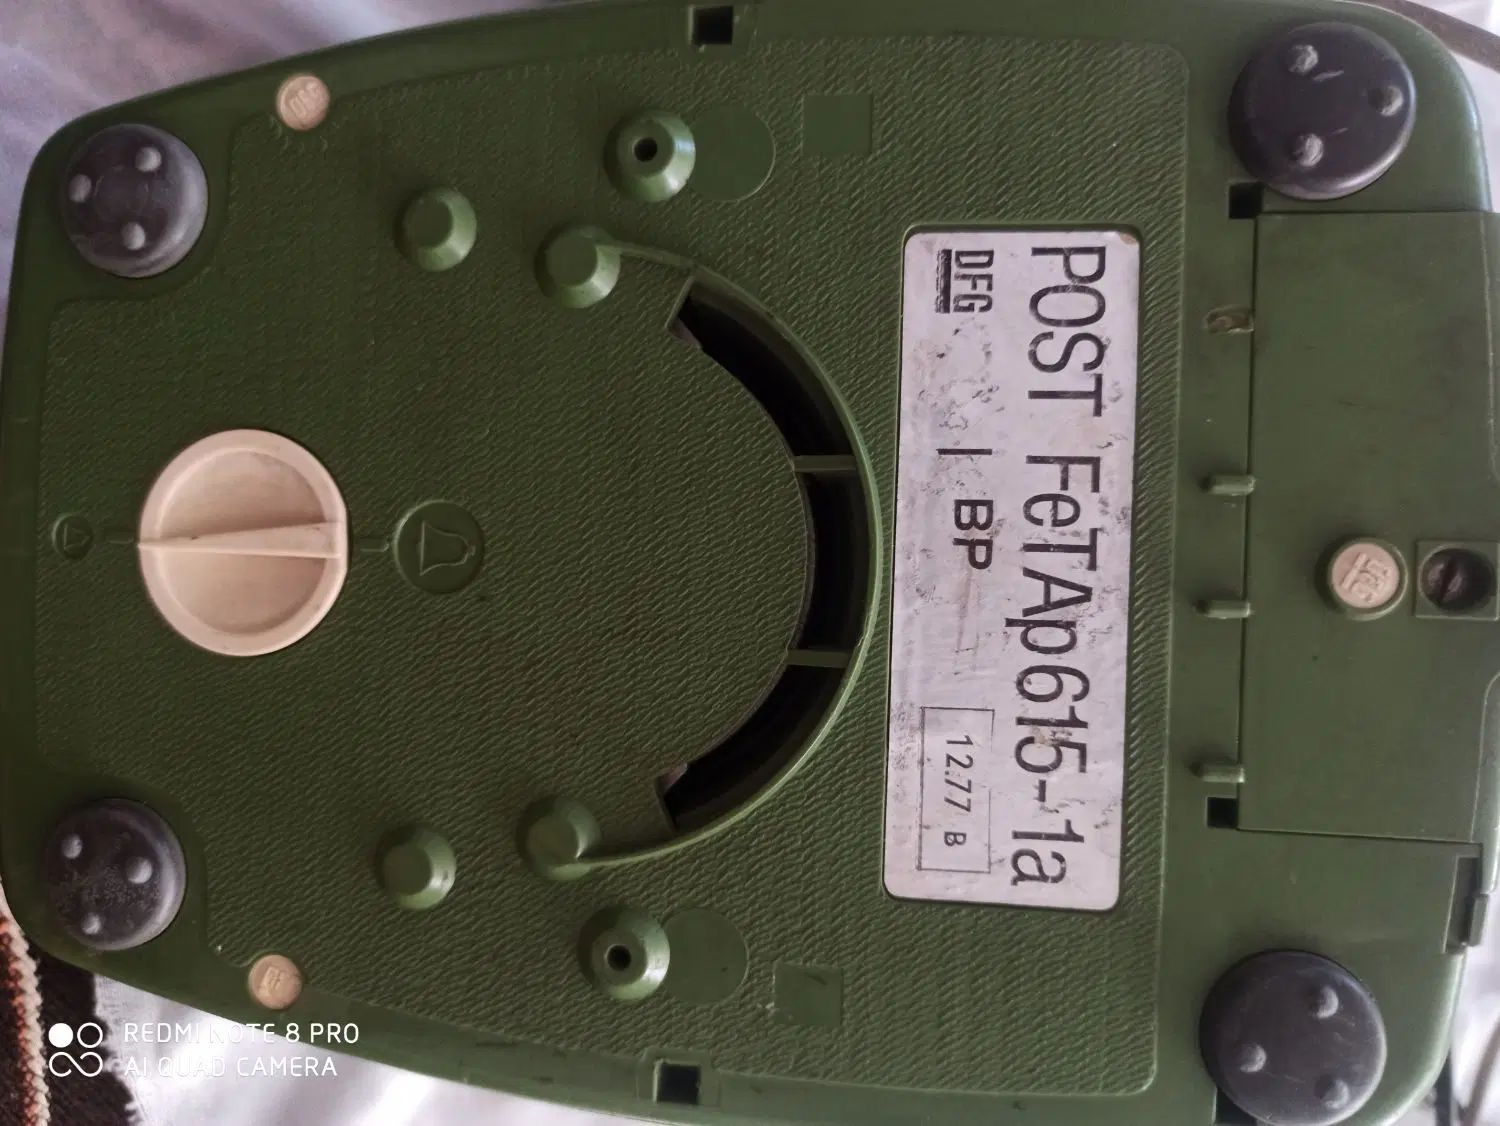 POST FeTAp615-1a
DFG I BP
12.77 B
REDMI NOTE 8 PRO
AI QUAD CAMERA